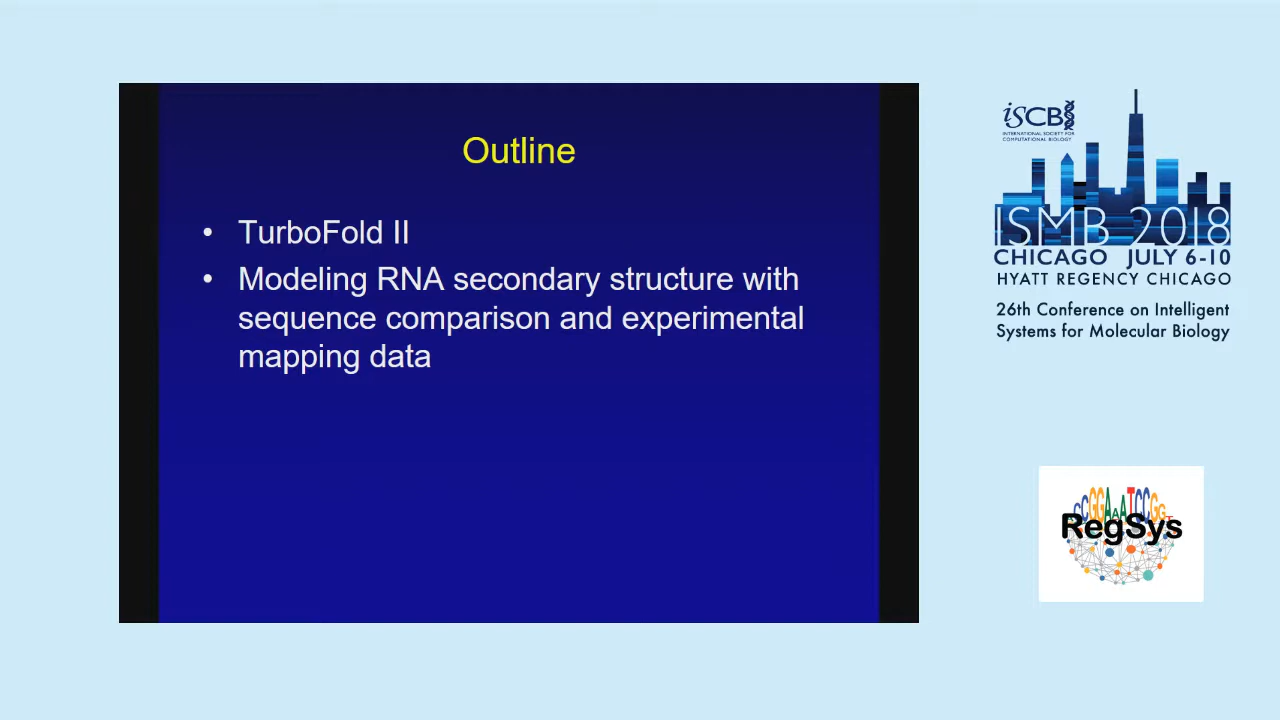 Outline
• TurboFold II
• Modeling RNA secondary structure with
sequence comparison and experimental
mapping data
iSCB
INTERNATIONAL SOCIETY FOR
COMPUTATIONAL BIOLOGY
ISMB 2018
CHICAGO JULY 6-10
HYATT REGENCY CHICAGO
26th Conference on Intelligent
Systems for Molecular Biology
RegSys